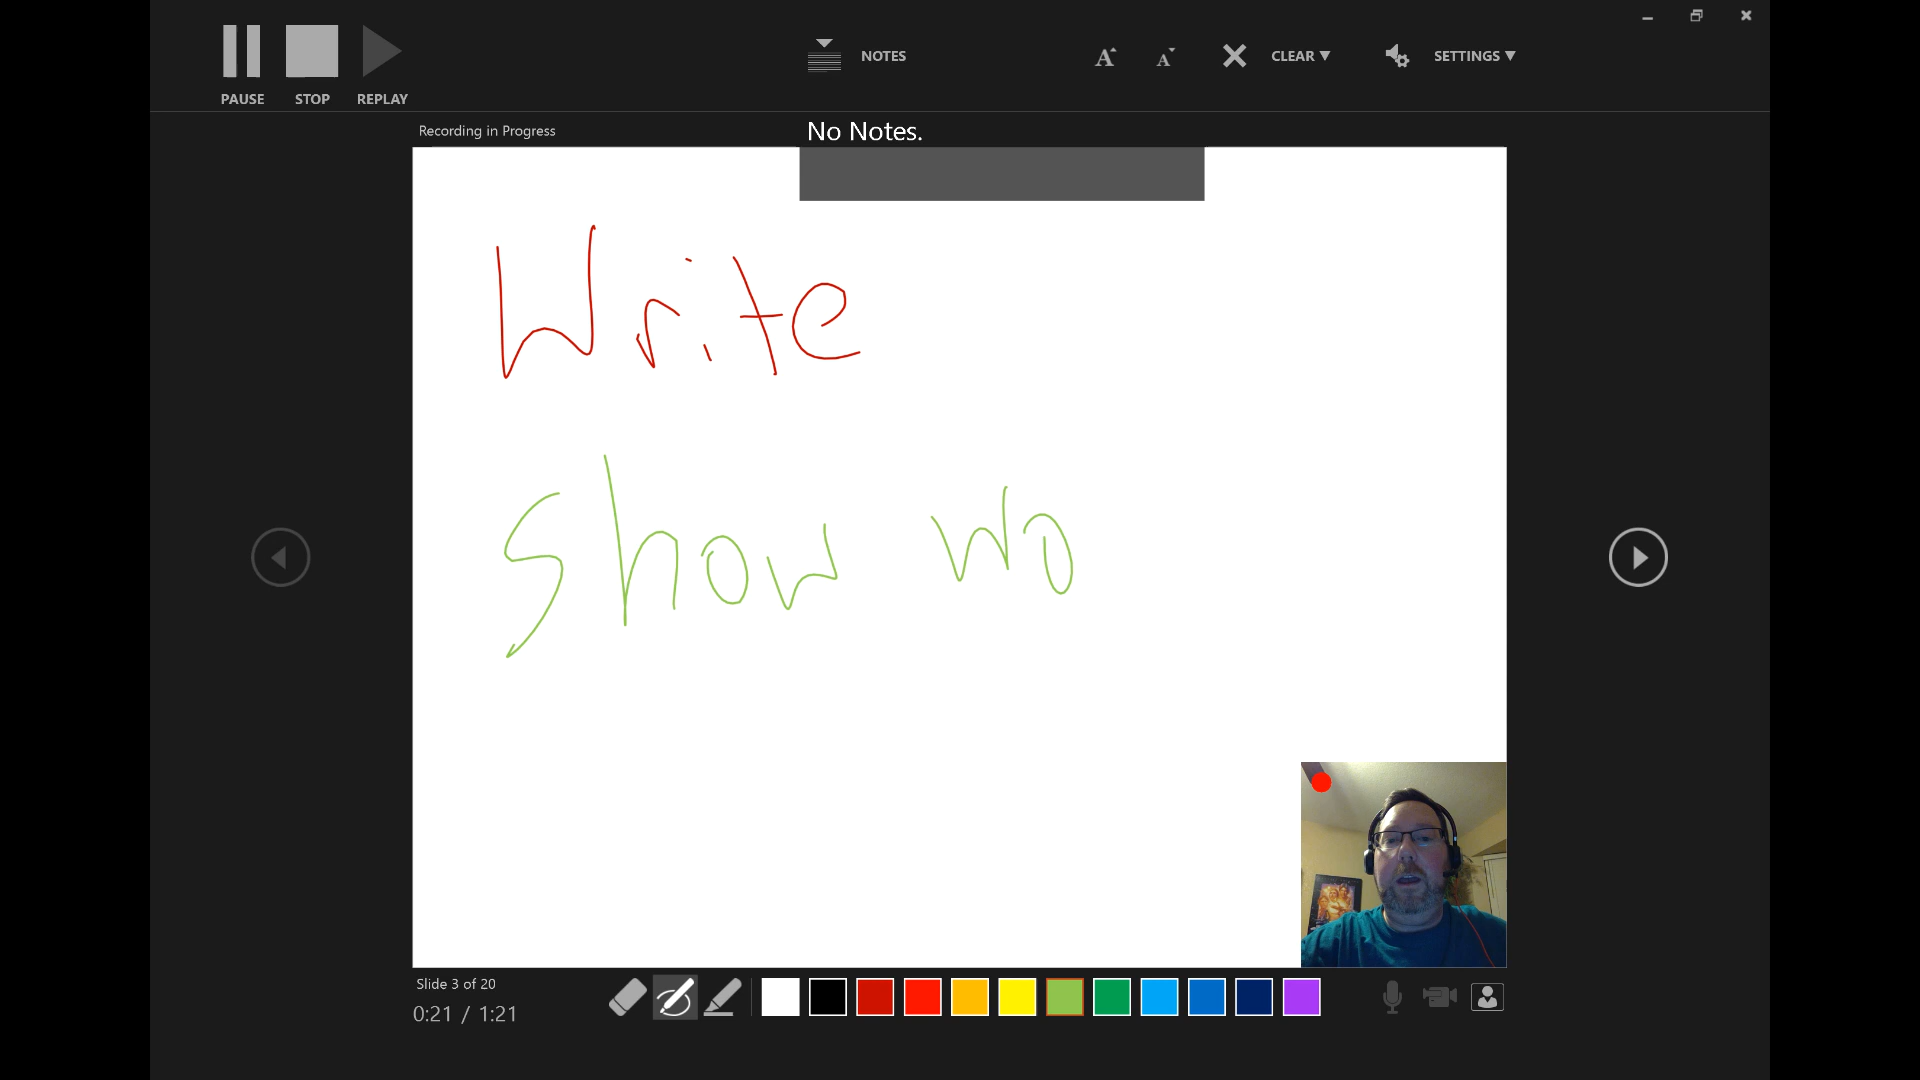 PAUSE STOP REPLAY NOTES A A CLEAR SETTINGS
Recording in Progress No Notes.
Write
Show wo
Slide 3 of 20
0:21 / 1:21